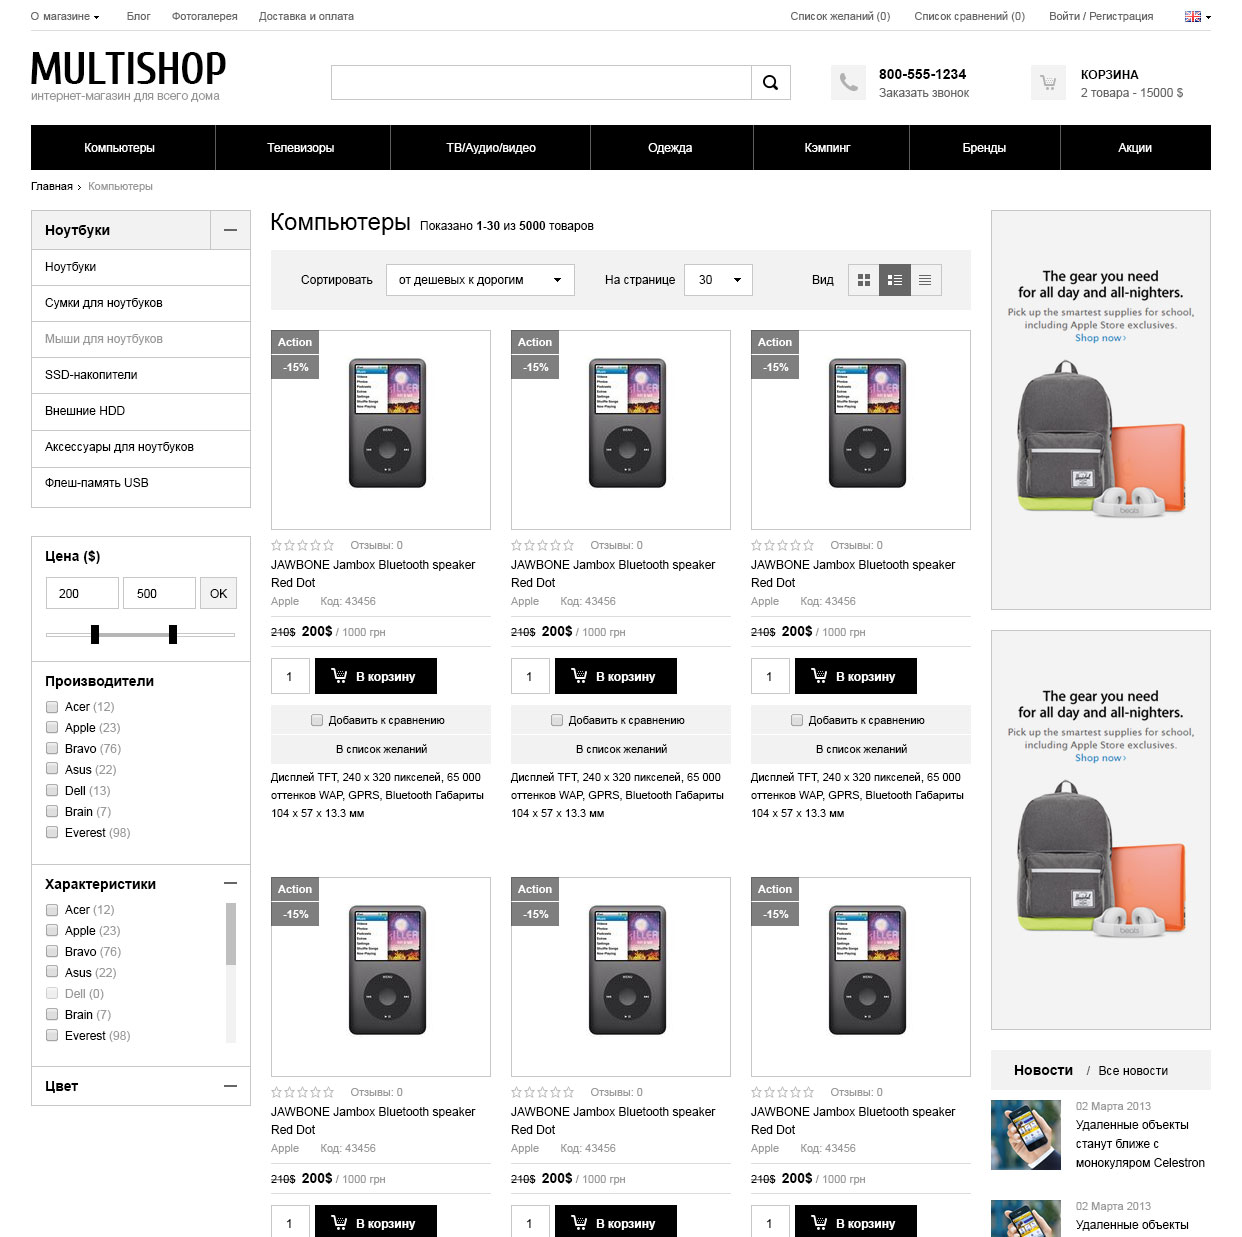 О магазине Блог Фотогалерея Доставка и оплата Список желаний (0) Список сравнений (0) Войти / Регистрация
MULTISHOP
интернет-магазин для всего дома
800-555-1234
Заказать звонок
КОРЗИНА
2 товара - 15000 $
Компьютеры Телевизоры ТВ/Аудио/видео Одежда Кэмпинг Бренды Акции
Главная › Компьютеры
Ноутбуки
Ноутбуки
Сумки для ноутбуков
Мыши для ноутбуков
SSD-накопители
Внешние HDD
Аксессуары для ноутбуков
Флеш-память USB
Цена ($)
200 500 OK
Производители
Acer (12)
Apple (23)
Bravo (76)
Asus (22)
Dell (13)
Brain (7)
Everest (98)
Характеристики
Acer (12)
Apple (23)
Bravo (76)
Asus (22)
Dell (0)
Brain (7)
Everest (98)
Цвет
Компьютеры Показано 1-30 из 5000 товаров
Сортировать от дешевых к дорогим На странице 30 Вид
Action
-15%
MENU
Отзывы: 0
JAWBONE Jambox Bluetooth speaker
Red Dot
Apple Код: 43456
210$ 200$ / 1000 грн
1 В корзину
Добавить к сравнению
В список желаний
Дисплей TFT, 240 x 320 пикселей, 65 000
оттенков WAP, GPRS, Bluetooth Габариты
104 x 57 x 13.3 мм
Action
-15%
MENU
Отзывы: 0
JAWBONE Jambox Bluetooth speaker
Red Dot
Apple Код: 43456
210$ 200$ / 1000 грн
1 В корзину
Добавить к сравнению
В список желаний
Дисплей TFT, 240 x 320 пикселей, 65 000
оттенков WAP, GPRS, Bluetooth Габариты
104 x 57 x 13.3 мм
Action
-15%
MENU
Отзывы: 0
JAWBONE Jambox Bluetooth speaker
Red Dot
Apple Код: 43456
210$ 200$ / 1000 грн
1 В корзину
Добавить к сравнению
В список желаний
Дисплей TFT, 240 x 320 пикселей, 65 000
оттенков WAP, GPRS, Bluetooth Габариты
104 x 57 x 13.3 мм
Action
-15%
MENU
Отзывы: 0
JAWBONE Jambox Bluetooth speaker
Red Dot
Apple Код: 43456
210$ 200$ / 1000 грн
1 В корзину
Action
-15%
MENU
Отзывы: 0
JAWBONE Jambox Bluetooth speaker
Red Dot
Apple Код: 43456
210$ 200$ / 1000 грн
1 В корзину
Action
-15%
MENU
Отзывы: 0
JAWBONE Jambox Bluetooth speaker
Red Dot
Apple Код: 43456
210$ 200$ / 1000 грн
1 В корзину
The gear you need
for all day and all-nighters.
Pick up the smartest supplies for school,
including Apple Store exclusives.
Shop now›
beats
The gear you need
for all day and all-nighters.
Pick up the smartest supplies for school,
including Apple Store exclusives.
Shop now›
beats
Новости / Все новости
02 Марта 2013
Удаленные объекты
станут ближе с
монокуляром Celestron
02 Марта 2013
Удаленные объекты